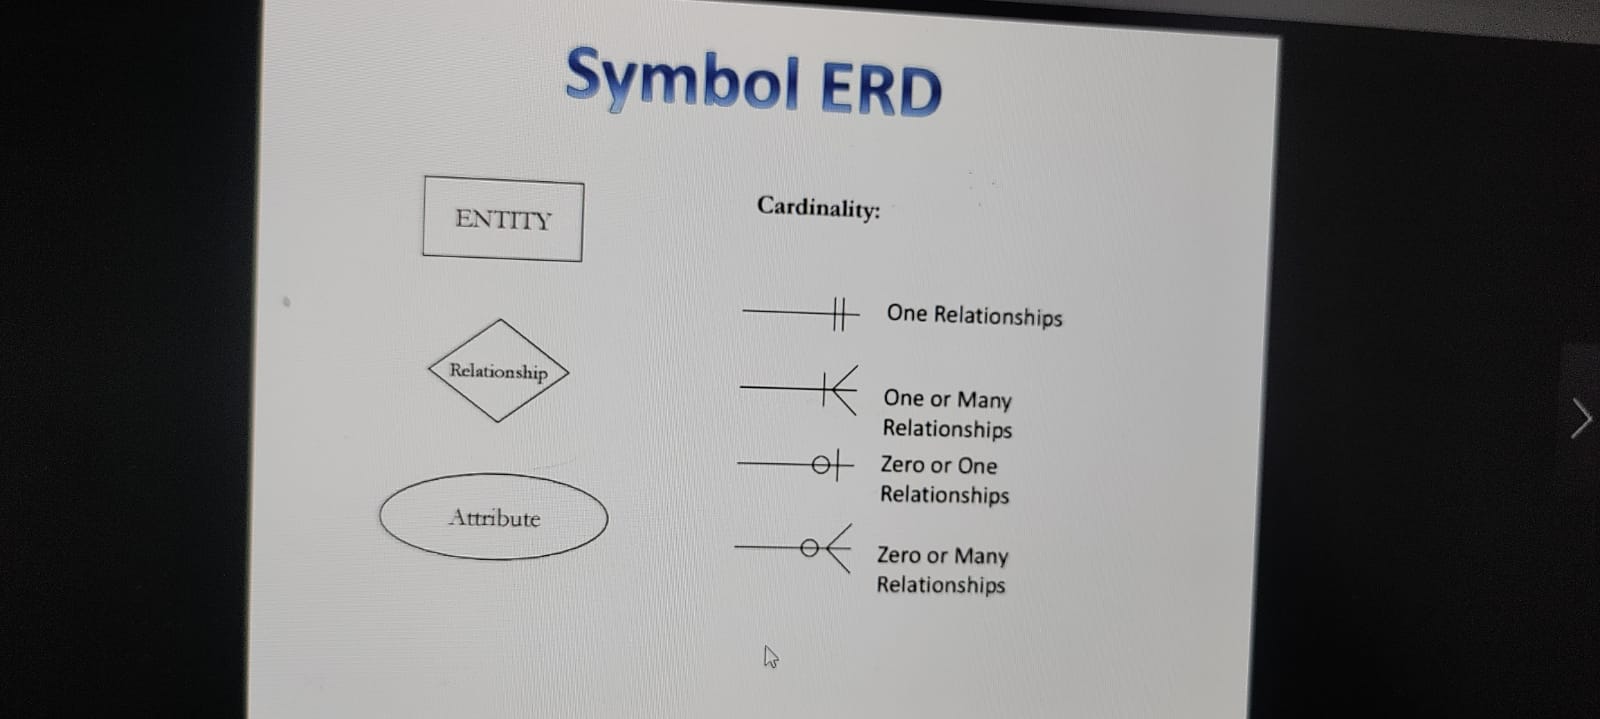 Symbol ERD
ENTITY
Relationship
Attribute
Cardinality:
One Relationships
One or Many
Relationships
Zero or One
Relationships
Zero or Many
Relationships